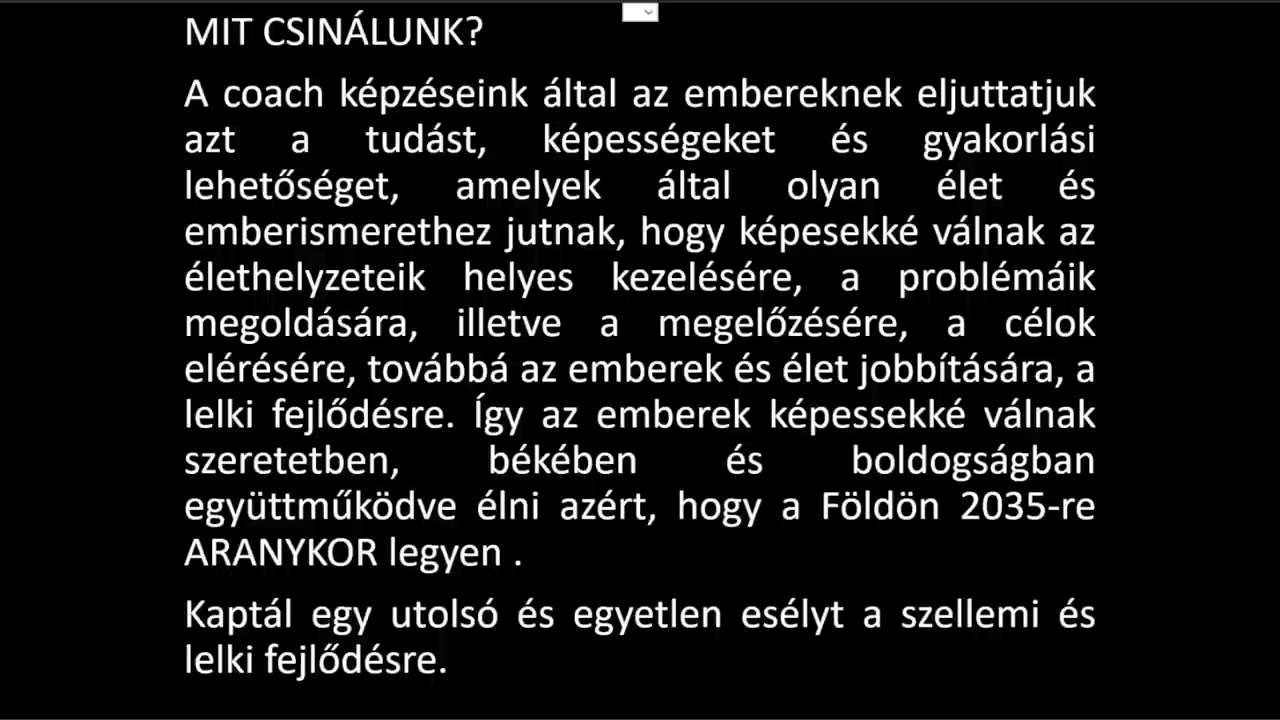 MIT CSINÁLUNK?
A coach képzéseink által az embereknek eljuttatjuk
azt a tudást, képességeket és gyakorlási
lehetőséget, amelyek által olyan élet és
emberismerethez jutnak, hogy képesekké válnak az
élethelyzeteik helyes kezelésére, a problémáik
megoldására, illetve a megelőzésére, a célok
elérésére, továbbá az emberek és élet jobbítására, a
lelki fejlődésre. Így az emberek képessekké válnak
szeretetben, békében és boldogságban
együttműködve élni azért, hogy a Földön 2035-re
ARANYKOR legyen .
Kaptál egy utolsó és egyetlen esélyt a szellemi és
lelki fejlődésre.